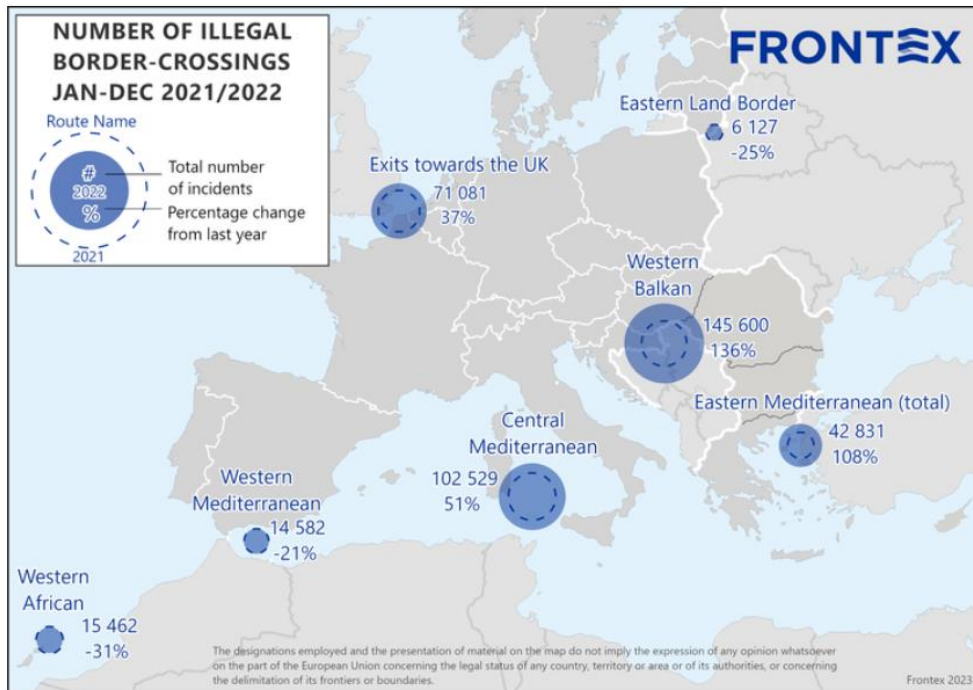 NUMBER OF ILLEGAL
BORDER-CROSSINGS
JAN-DEC 2021/2022
Route Name
#
2022
%
Total number
of incidents
Percentage change
from last year
2021
FRONTEX
Eastern Land Border
6 127
-25%
Exits towards the UK
71 081
37%
Western
Balkan
145 600
136%
Eastern Mediterranean (total)
42 831
108%
Central
Mediterranean
102 529
51%
Western
Mediterranean
14 582
-21%
Western
African
15 462
-31%
The designations employed and the presentation of material on the map do not imply the expression of any opinion whatsoever
on the part of the European Union concerning the legal status of any country, territory or area or of its authorities, or concerning
the delimitation of its frontiers or boundaries.
Frontex 2023